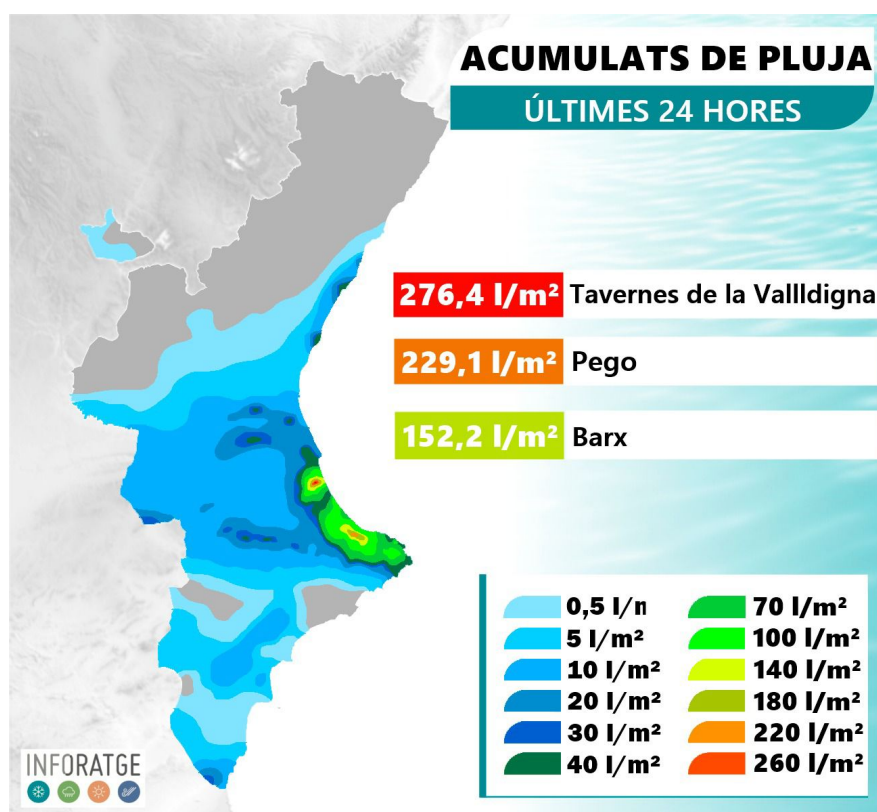 ACUMULATS DE PLUJA
ÚLTIMES 24 HORES
276,4 l/m² Tavernes de la Vallldigna
229,1 l/m² Pego
152,2 l/m² Barx
0,5 l/n 70 l/m²
5 l/m² 100 l/m²
10 l/m² 140 l/m²
20 l/m² 180 l/m²
30 l/m² 220 l/m²
40 l/m² 260 l/m²
INFORATGE